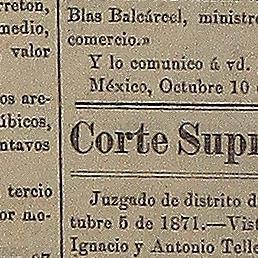 rreton,
medio,
valor
os are-
úbicos,
ntavos
tercio
or mo-
Blas Balcárcel, ministro
comercio.»
Y lo comunico á vd.
México, Octubre 10
Corte Supr
Juzgado de distrito d
tubre 5 de 1871.—Vist
Ignacio y Antonio Telle